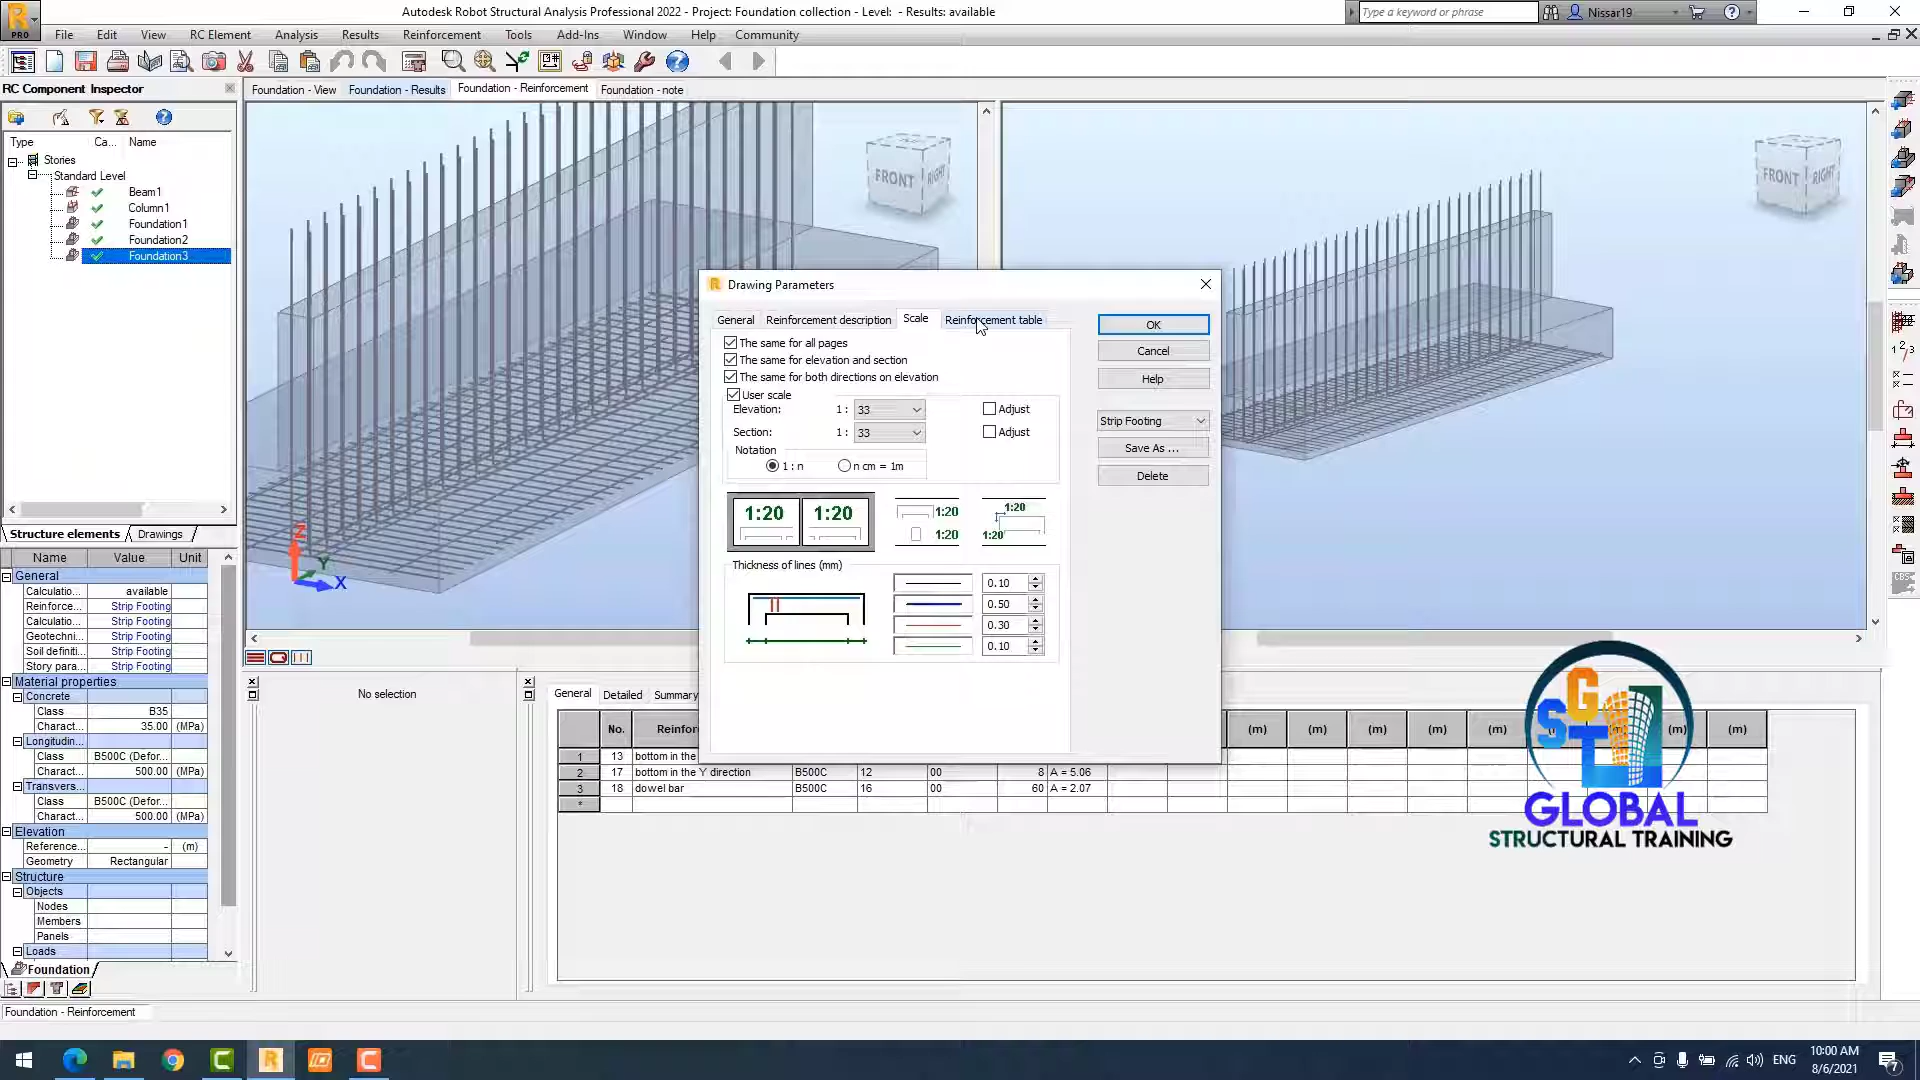 Autodesk Robot Structural Analysis Professional 2022 - Project: Foundation collection - Level:  - Results: available
Type a keyword or phrase
Nissar19
PRO
File Edit View RC Element Analysis Results Reinforcement Tools Add-Ins Window Help Community
RC Component Inspector
Foundation - View
Foundation - Results
Foundation - Reinforcement
Foundation - note
Type Ca... Name
Stories
Standard Level
Beam1
Column1
Foundation1
Foundation2
Foundation3
FRONT RIGHT
FRONT RIGHT
Z
Y
X
Structure elements
Drawings
Name Value Unit
General
Calculatio... available
Reinforce... Strip Footing
Calculatio... Strip Footing
Geotechni... Strip Footing
Soil definiti... Strip Footing
Story para... Strip Footing
Material properties
Concrete
Class B35
Charact... 35.00 (MPa)
Longitudin...
Class B500C (Defor...
Charact... 500.00 (MPa)
Transvers...
Class B500C (Defor...
Charact... 500.00 (MPa)
Elevation
Reference... - (m)
Geometry Rectangular
Structure
Objects
Nodes
Members
Panels
Loads
Foundation
Foundation - Reinforcement
Drawing Parameters
General
Reinforcement description
Scale
Reinforcement table
The same for all pages
The same for elevation and section
The same for both directions on elevation
User scale
Elevation: 1 : 33 Adjust
Section: 1 : 33 Adjust
Notation
1 : n
n cm = 1m
1:20 1:20
1:20
1:20
1:20
1:20
Thickness of lines (mm)
0.10
0.50
0.30
0.10
OK
Cancel
Help
Strip Footing
Save As ...
Delete
No selection
General Detailed Summary
No. Reinfor (m) (m) (m) (m) (m) (m) (m)
1 13 bottom in the
2 17 bottom in the Y direction B500C 12 00 8 A = 5.06
3 18 dowel bar B500C 16 00 60 A = 2.07
*
SGTL
GLOBAL
STRUCTURAL TRAINING
CBS
1 2 3
ENG
10:00 AM
8/6/2021
7